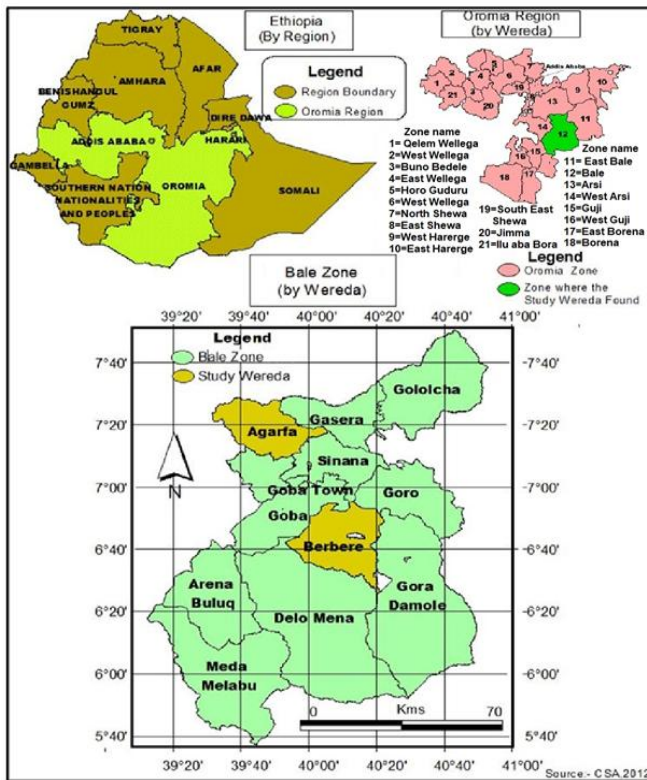 Ethiopia
(By Region)
TIGRAY
AFAR
AMHARA
BENISHANGUL
GUMZ
DIRE DAWA
ADDIS ABABA
HARARI
GAMBELLA
OROMIA
SOMALI
SOUTHERN NATION
NATIONALITIES
AND PEOPLES
Legend
Region Boundary
Oromia Region
Oromia Region
(by Wereda)
Addis Ababa
Zone name
1= Qelem Wellega
2= West Wellega
3= Buno Bedele
4= East Wellega
5= Horo Guduru
6= West Wellega
7= North Shewa
8= East Shewa
9= West Harerge
10= East Harerge
19=South East
Shewa
20= Jimma
21= Ilu aba Bora
Zone name
11= East Bale
12= Bale
13= Arsi
14= West Arsi
15= Guji
16= West Guji
17= East Borena
18= Borena
Legend
Oromia Zone
Zone where the
Study Wereda Found
Bale Zone
(by Wereda)
39°20 39°40 40°00 40°20 40°40 41°00
Legend
Bale Zone
Study Wereda
7°40
7°20
7°00
6°40
6°20
6°00
5°40
N
Gololcha
Gasera
Agarfa
Sinana
Goba Town
Goro
Goba
Berbere
Arena
Buluq
Gora
Damole
Delo Mena
Meda
Melabu
-7°40
-7°20
-7°00
-6°40
-6°20
-6°00
5°40
0 Kms 70
39°20 39°40 40°00 40°20 40°40 41°00
Source:- CSA,2012